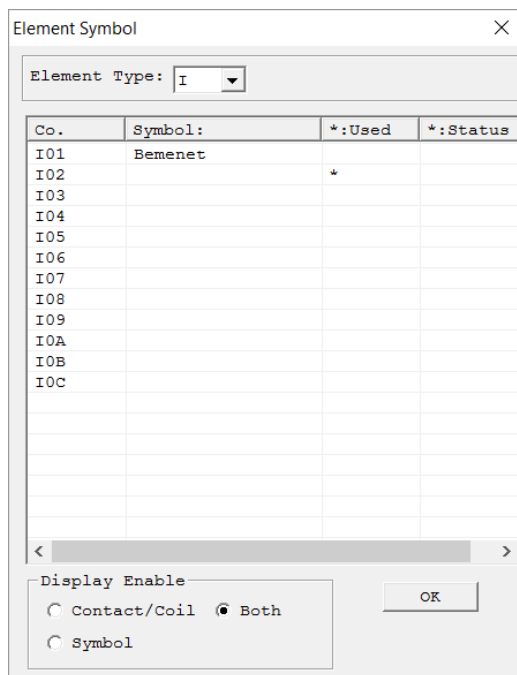 Element Symbol
Element Type: I
Co. Symbol: *:Used *:Status
I01 Bemenet
I02 *
I03
I04
I05
I06
I07
I08
I09
I0A
I0B
I0C
Display Enable
Contact/Coil Both
OK
Symbol